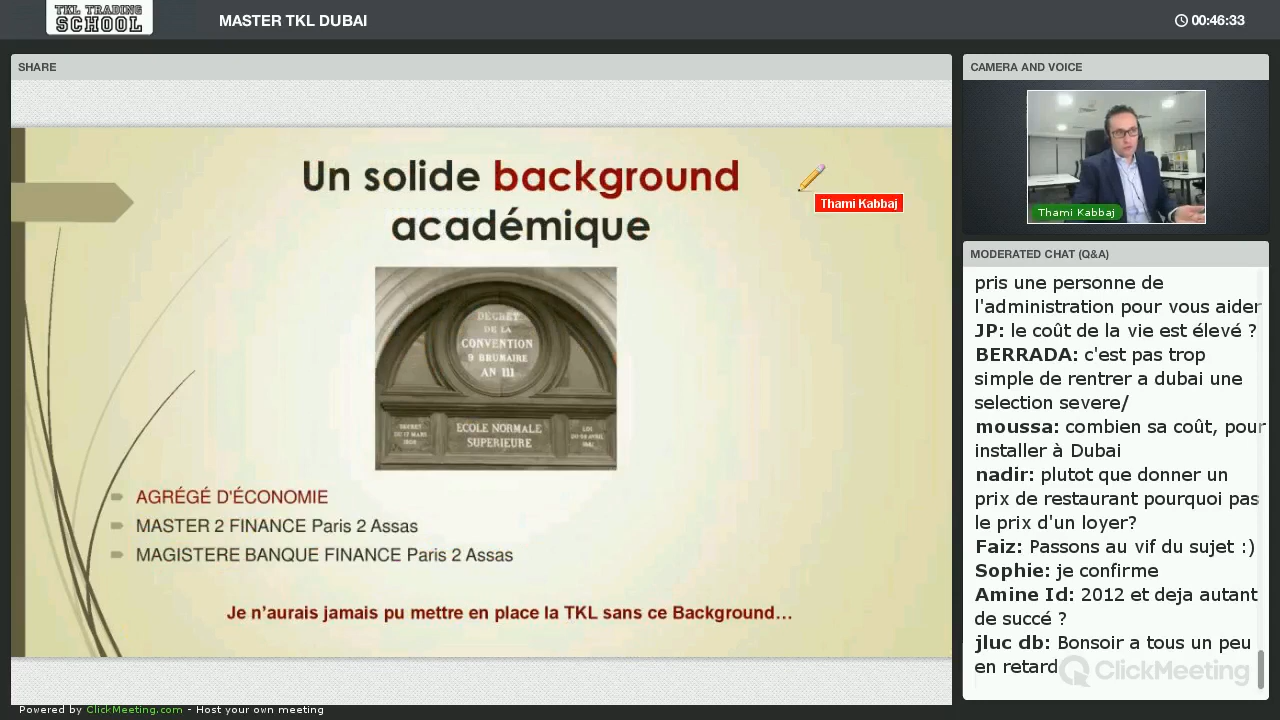 TKL TRADING
SCHOOL
MASTER TKL DUBAI
00:46:33
SHARE
Un solide background
académique
Thami Kabbaj
DÉCRET
DE LA
CONVENTION
9 BRUMAIRE
AN III
ECOLE NORMALE
SUPERIEURE
AGRÉGÉ D'ÉCONOMIE
MASTER 2 FINANCE Paris 2 Assas
MAGISTERE BANQUE FINANCE Paris 2 Assas
Je n'aurais jamais pu mettre en place la TKL sans ce Background…
CAMERA AND VOICE
Thami Kabbaj
MODERATED CHAT (Q&A)
pris une personne de
l'administration pour vous aider
JP: le coût de la vie est élevé ?
BERRADA: c'est pas trop
simple de rentrer a dubai une
selection severe/
moussa: combien sa coût, pour
installer à Dubai
nadir: plutot que donner un
prix de restaurant pourquoi pas
le prix d'un loyer?
Faiz: Passons au vif du sujet :)
Sophie: je confirme
Amine Id: 2012 et deja autant
de succé ?
jluc db: Bonsoir a tous un peu
en retard
ClickMeeting
Powered by ClickMeeting.com - Host your own meeting